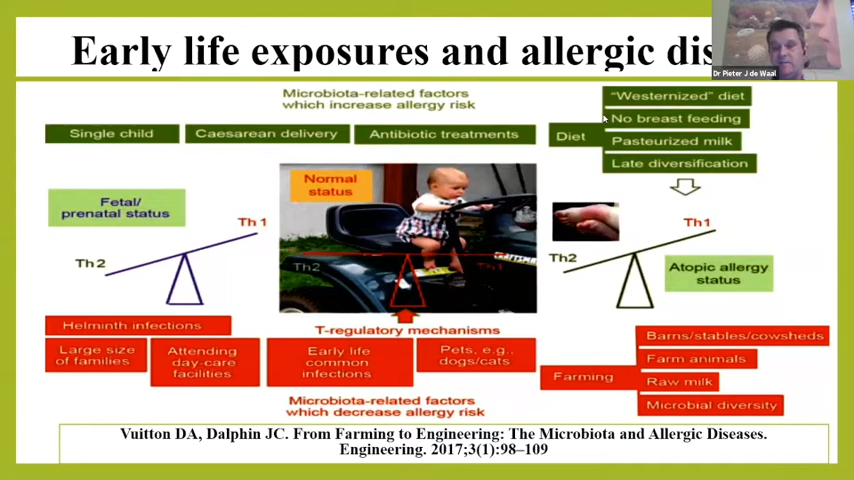 Early life exposures and allergic dis
Dr Pieter J de Waal
Microbiota-related factors
which increase allergy risk
Single child
Caesarean delivery
Antibiotic treatments
Diet
"Westernized" diet
No breast feeding
Pasteurized milk
Late diversification
Fetal/
prenatal status
Th 1
Th 2
Normal
status
Th2
Th1
CRAFTSMAN
Th1
Th2
Atopic allergy
status
T-regulatory mechanisms
Helminth infections
Large size
of families
Attending
day-care
facilities
Early life
common
infections
Pets, e.g.,
dogs/cats
Farming
Barns/stables/cowsheds
Farm animals
Raw milk
Microbial diversity
Microbiota-related factors
which decrease allergy risk
Vuitton DA, Dalphin JC. From Farming to Engineering: The Microbiota and Allergic Diseases.
Engineering. 2017;3(1):98–109